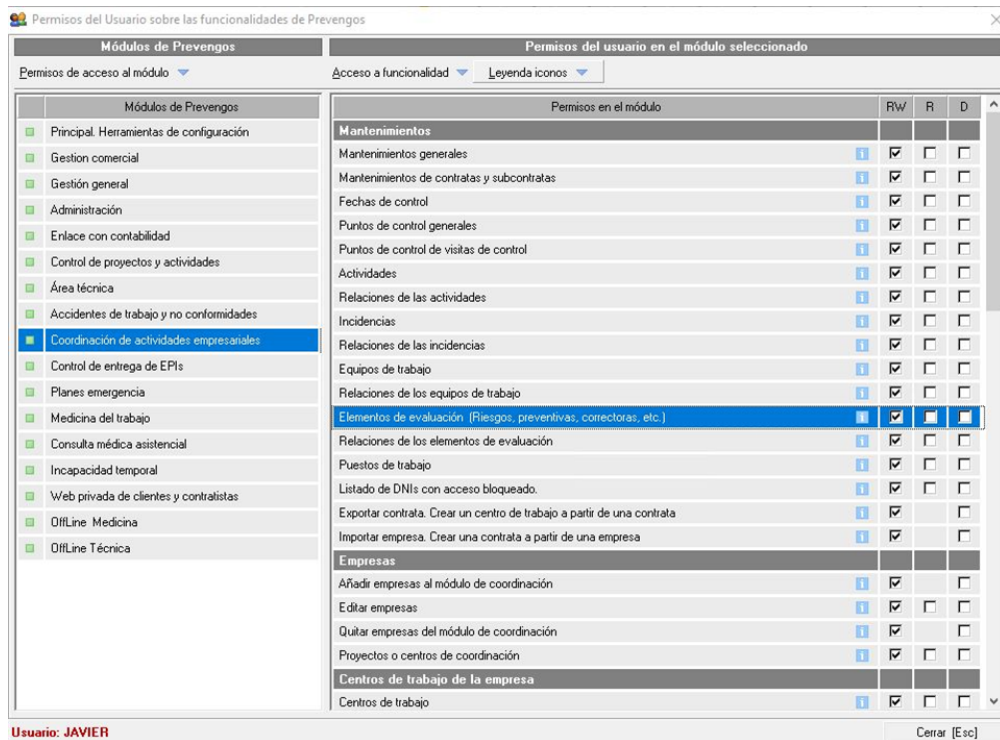 Permisos del Usuario sobre las funcionalidades de Prevengos
Módulos de Prevengos
Permisos del usuario en el módulo seleccionado
Permisos de acceso al módulo
Acceso a funcionalidad
Leyenda iconos
Módulos de Prevengos
Principal. Herramientas de configuración
Gestion comercial
Gestión general
Administración
Enlace con contabilidad
Control de proyectos y actividades
Área técnica
Accidentes de trabajo y no conformidades
Coordinación de actividades empresariales
Control de entrega de EPIs
Planes emergencia
Medicina del trabajo
Consulta médica asistencial
Incapacidad temporal
Web privada de clientes y contratistas
OffLine Medicina
OffLine Técnica
Permisos en el módulo RW R D
Mantenimientos
Mantenimientos generales
Mantenimientos de contratas y subcontratas
Fechas de control
Puntos de control generales
Puntos de control de visitas de control
Actividades
Relaciones de las actividades
Incidencias
Relaciones de las incidencias
Equipos de trabajo
Relaciones de los equipos de trabajo
Elementos de evaluación (Riesgos, preventivas, correctoras, etc.)
Relaciones de los elementos de evaluación
Puestos de trabajo
Listado de DNIs con acceso bloqueado.
Exportar contrata. Crear un centro de trabajo a partir de una contrata
Importar empresa. Crear una contrata a partir de una empresa
Empresas
Añadir empresas al módulo de coordinación
Editar empresas
Quitar empresas del módulo de coordinación
Proyectos o centros de coordinación
Centros de trabajo de la empresa
Centros de trabajo
Usuario: JAVIER
Cerrar [Esc]